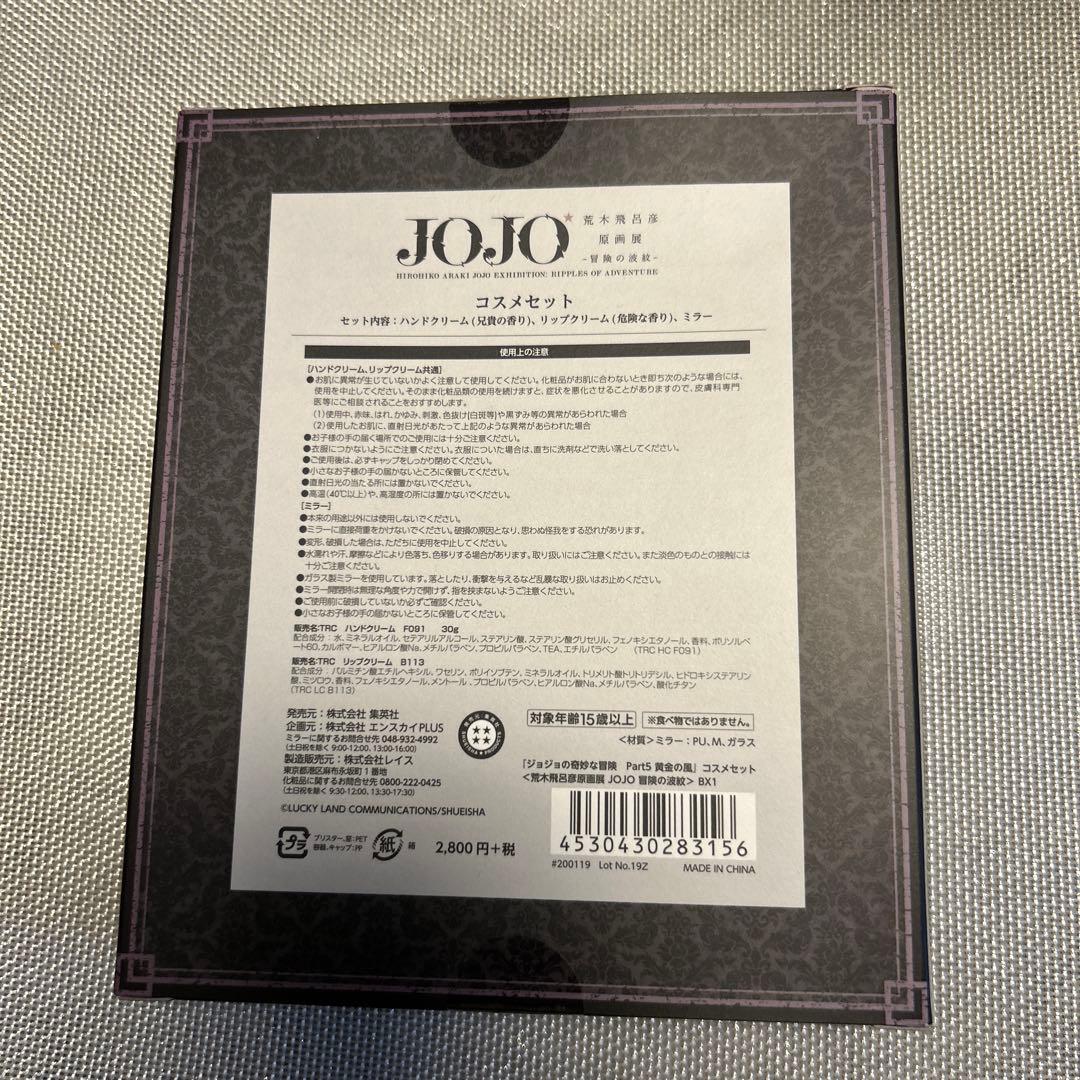 JOJO
荒木飛呂彦
原画展
-冒険の波紋-
HIROHIKO ARAKI JOJO EXHIBITION: RIPPLES OF ADVENTURE
コスメセット
セット内容：ハンドクリーム(兄貴の香り)、リップクリーム(危険な香り)、ミラー
使用上の注意
[ハンドクリーム、リップクリーム共通]
●お肌に異常が生じていないかよく注意して使用してください。化粧品がお肌に合わないとき即ち次のような場合には、
使用を中止してください。そのまま化粧品類の使用を続けますと、症状を悪化させることがありますので、皮膚科専門
医等にご相談されることをおすすめします。
(1)使用中、赤味、はれ、かゆみ、刺激、色抜け(白斑等)や黒ずみ等の異常があらわれた場合
(2)使用したお肌に、直射日光があたって上記のような異常があらわれた場合
●お子様の手の届く場所でのご使用には十分ご注意ください。
●衣服につかないようにご注意ください。衣服についた場合は、直ちに洗剤などで洗い落としてください。
●ご使用後は、必ずキャップをしっかり閉めてください。
●小さなお子様の手の届かないところに保管してください。
●直射日光の当たる所には置かないでください。
●高温(40℃以上)や、高湿度の所には置かないでください。
[ミラー]
●本来の用途以外には使用しないでください。
●ミラーに直接荷重をかけないでください。破損の原因となり、思わぬ怪我をする恐れがあります。
●変形、破損した場合は、ただちに使用を中止してください。
●水濡れや汗、摩擦などにより色落ち、色移りする場合があります。取り扱いにはご注意ください。また淡色のものとの接触には
十分ご注意ください。
●ガラス製ミラーを使用しています。落としたり、衝撃を与えるなど乱暴な取り扱いはお止めください。
●ミラー開閉時は無理な角度や力で開けず、指を挟まないようご注意ください。
●ご使用前に破損していないか必ずご確認ください。
●小さなお子様の手の届かないところに保管してください。
販売名：TRC ハンドクリーム F091 30g
配合成分：水、ミネラルオイル、セテアリルアルコール、ステアリン酸、ステアリン酸グリセリル、フェノキシエタノール、香料、ポリソルベ
ート60、カルボマー、ヒアルロン酸Na、メチルパラベン、プロピルパラベン、TEA、エチルパラベン (TRC HC F091)
販売名：TRC リップクリーム B113
配合成分：パルミチン酸エチルヘキシル、ワセリン、ポリイソブテン、ミネラルオイル、トリメリト酸トリトリデシル、ヒドロキシステアリン
酸、ミツロウ、香料、フェノキシエタノール、メントール、プロピルパラベン、ヒアルロン酸Na、メチルパラベン、酸化チタン
(TRC LC B113)
発売元：株式会社 集英社
企画元：株式会社 エンスカイPLUS
ミラーに関するお問合せ先 048-932-4992
(土日祝を除く 9:00-12:00、13:00-16:00)
製造販売元：株式会社レイス
東京都港区麻布永坂町1番地
化粧品に関するお問合せ先 0800-222-0425
(土日祝を除く 9:30-12:00、13:30-17:30)
©LUCKY LAND COMMUNICATIONS/SHUEISHA
対象年齢15歳以上
※食べ物ではありません。
<材質>ミラー：PU、M、ガラス
『ジョジョの奇妙な冒険 Part5 黄金の風』コスメセット
<荒木飛呂彦原画展 JOJO 冒険の波紋> BX1
プラ
ブリスター、窓：PET
容器、キャップ：PP
紙
箱
2,800円+税
4530430283156
#200119 Lot No.19Z MADE IN CHINA